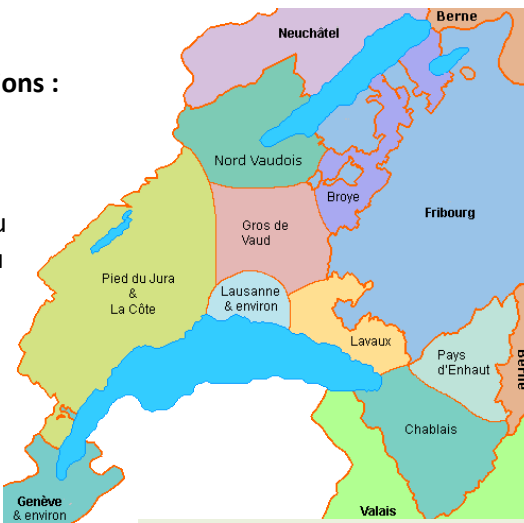 Berne
Neuchâtel
ons :
Nord Vaudois
Broye
Fribourg
u
Gros de
Vaud
Pied du Jura
&
La Côte
Lausanne
& environ
Lavaux
Pays
d'Enhaut
Berne
Chablais
Genève
& environ
Valais